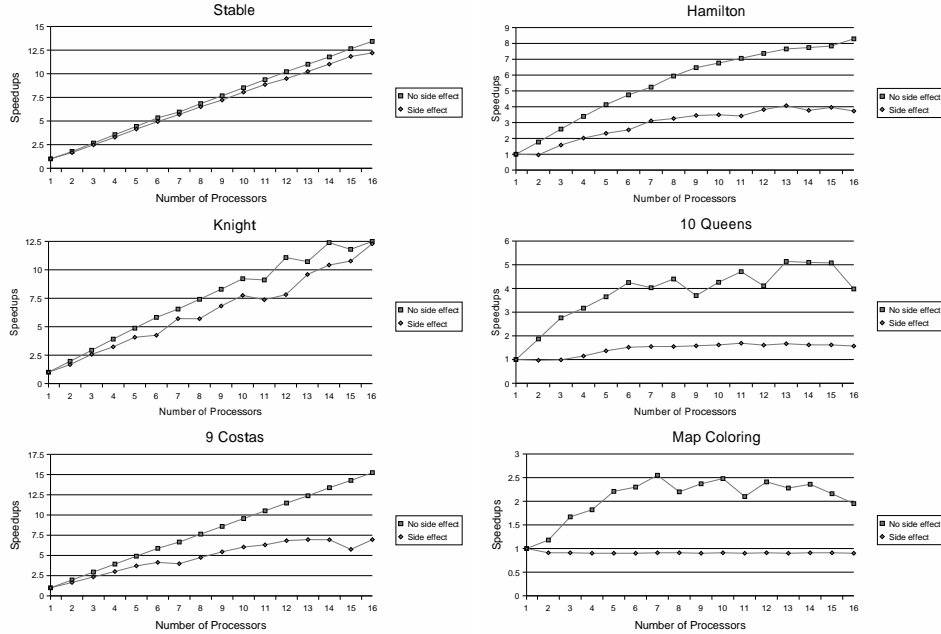 Stable
15
12.5
10
7.5
5
2.5
0
Speedups
1 2 3 4 5 6 7 8 9 10 11 12 13 14 15 16
Number of Processors
No side effect
Side effect
Hamilton
9
8
7
6
5
4
3
2
1
0
Speedups
1 2 3 4 5 6 7 8 9 10 11 12 13 14 15 16
Number of Processors
No side effect
Side effect
Knight
12.5
10
7.5
5
2.5
0
Speedups
1 2 3 4 5 6 7 8 9 10 11 12 13 14 15 16
Number of Processors
No side effect
Side effect
10 Queens
6
5
4
3
2
1
0
Speedups
1 2 3 4 5 6 7 8 9 10 11 12 13 14 15 16
Number of Processors
No side effect
Side effect
9 Costas
17.5
15
12.5
10
7.5
5
2.5
0
Speedups
1 2 3 4 5 6 7 8 9 10 11 12 13 14 15 16
Number of Processors
No side effect
Side effect
Map Coloring
3
2.5
2
1.5
1
0.5
0
Speedups
1 2 3 4 5 6 7 8 9 10 11 12 13 14 15 16
Number of Processors
No side effect
Side effect